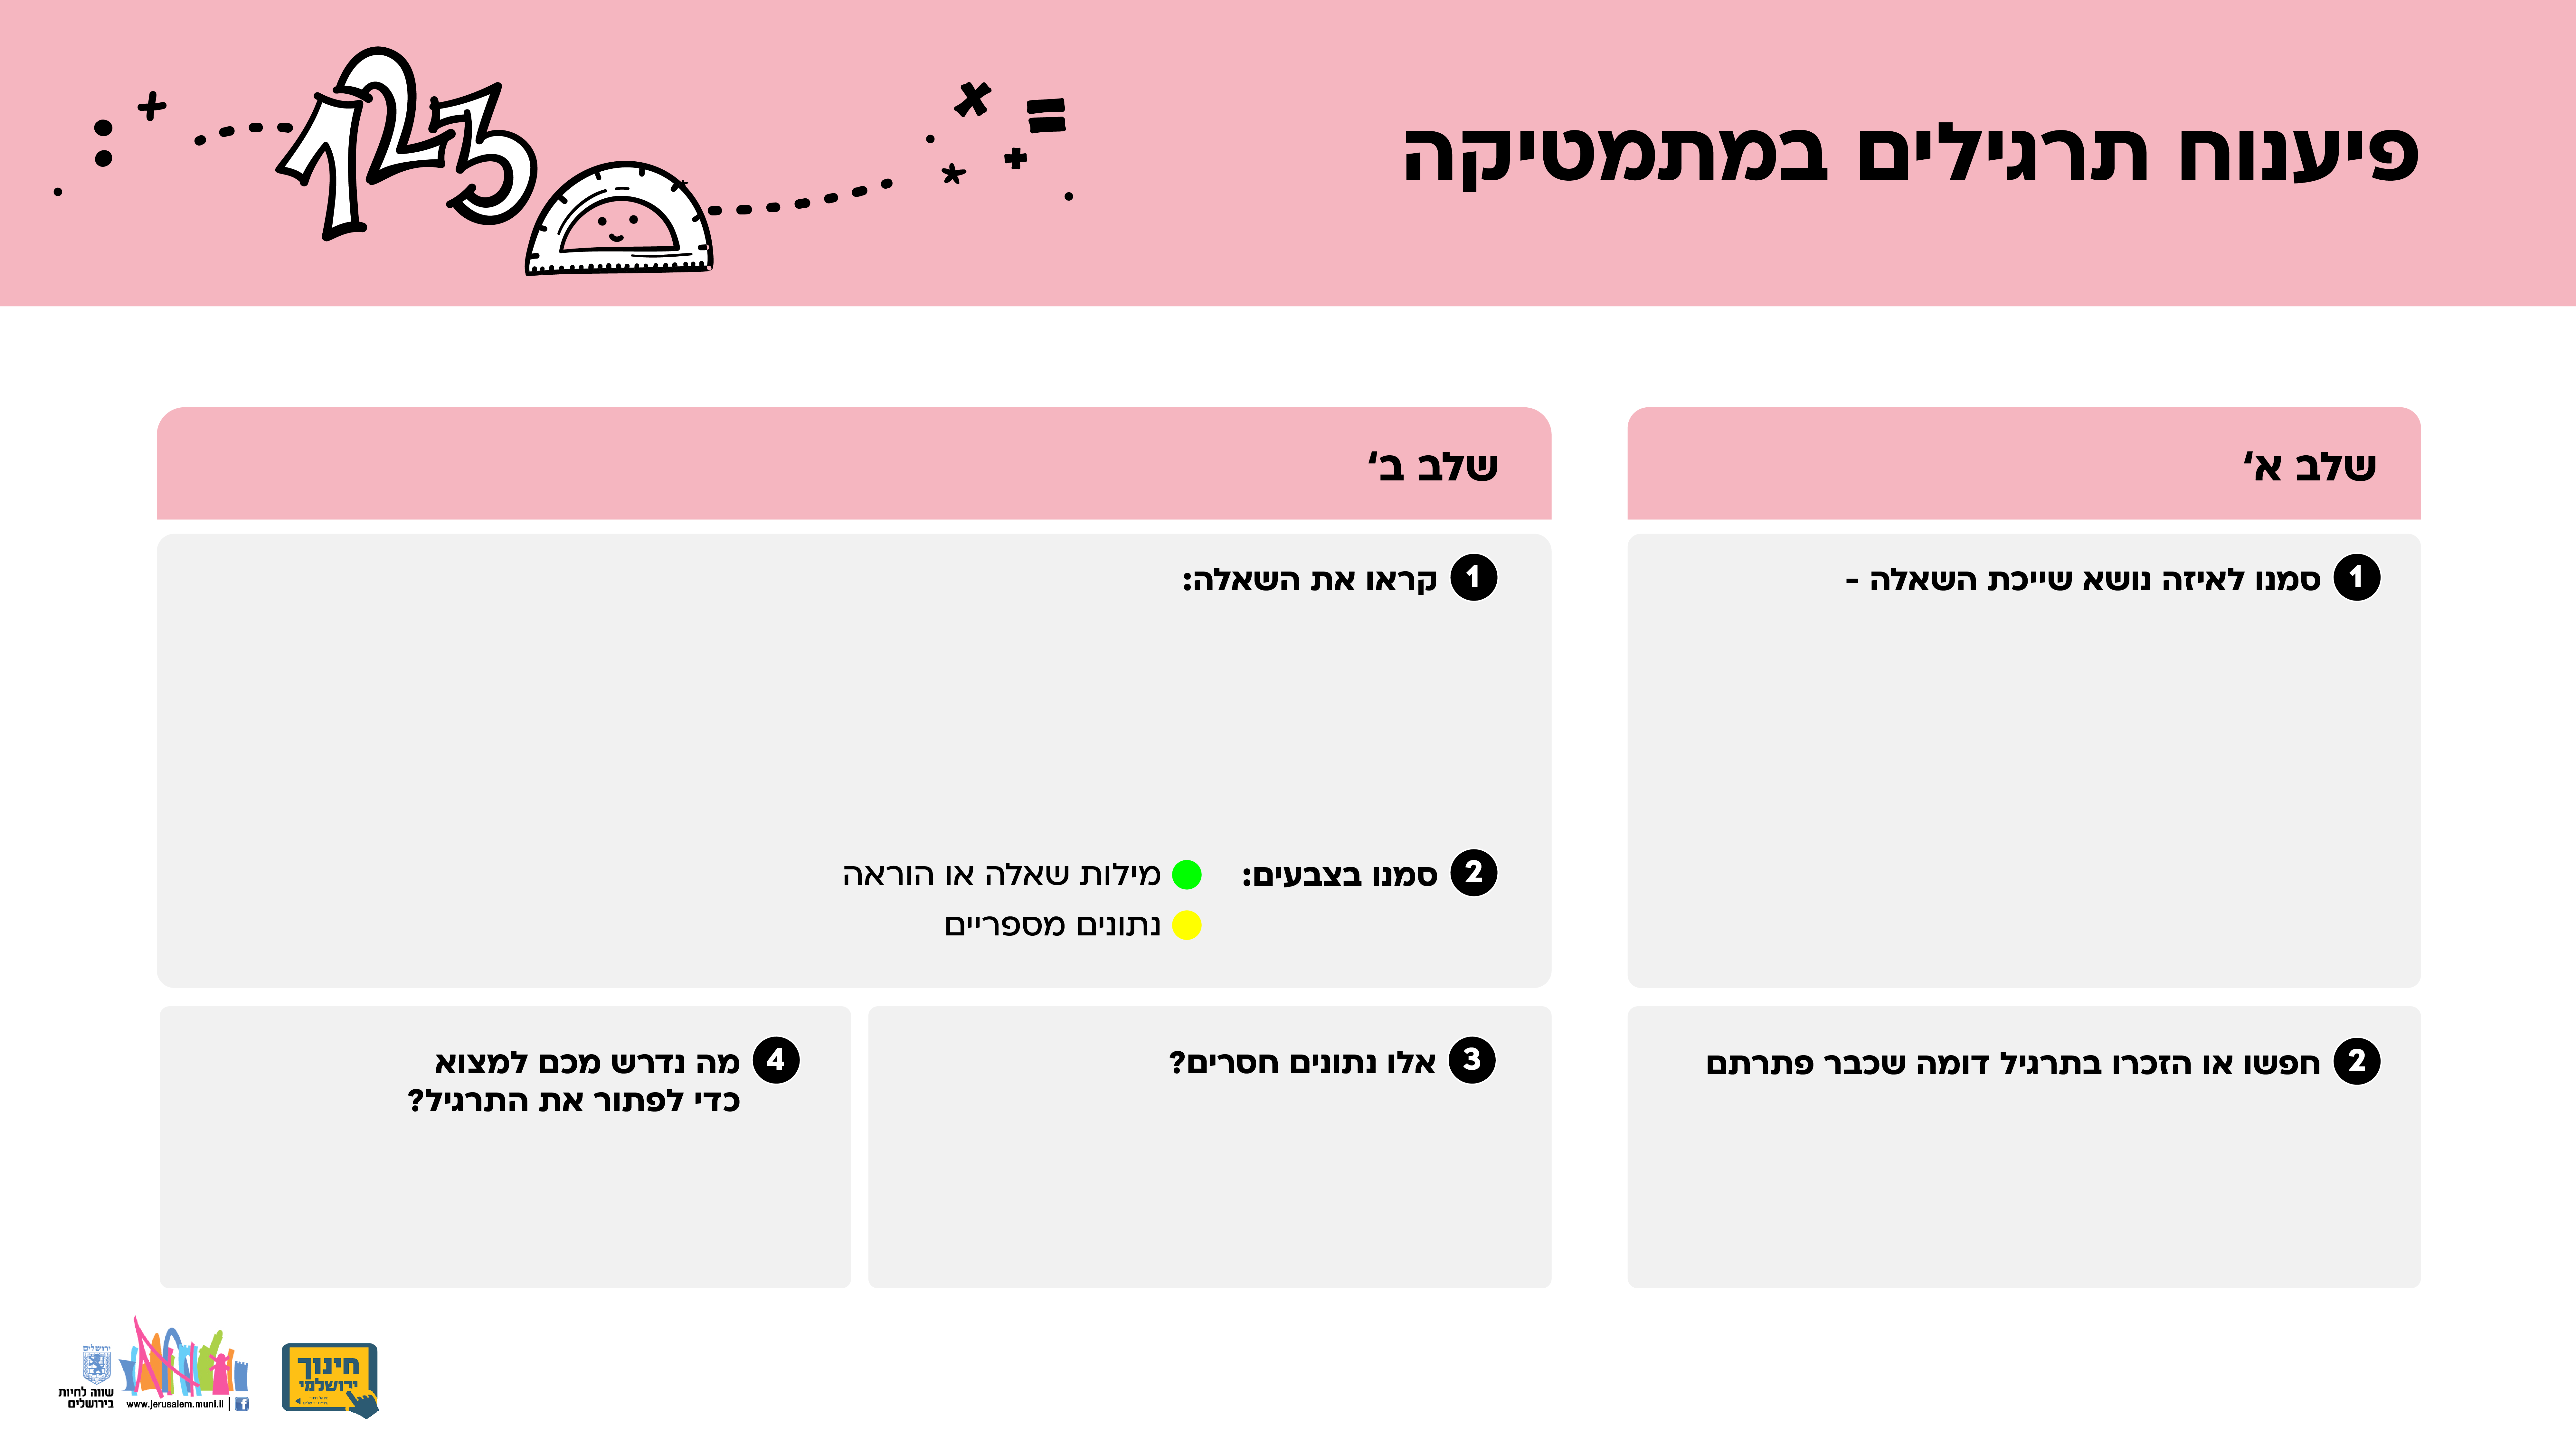 פיענוח תרגילים במתמטיקה
123
שלב א'
1 סמנו לאיזה נושא שייכת השאלה -
2 חפשו או הזכרו בתרגיל דומה שכבר פתרתם
שלב ב'
1 קראו את השאלה:
2 סמנו בצבעים: מילות שאלה או הוראה
נתונים מספריים
3 אלו נתונים חסרים?
4 מה נדרש מכם למצוא
כדי לפתור את התרגיל?
ירושלים
שווה לחיות
בירושלים
www.jerusalem.muni.il | f
חינוך
ירושלמי